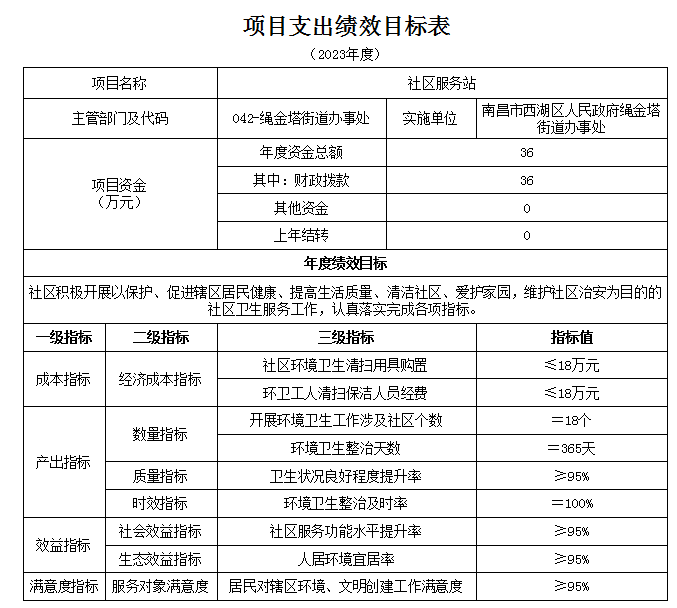 项目支出绩效目标表
（2023年度）
项目名称 社区服务站
主管部门及代码 042-绳金塔街道办事处 实施单位 南昌市西湖区人民政府绳金塔
街道办事处
项目资金
（万元）
年度资金总额 36
其中：财政拨款 36
其他资金 0
上年结转 0
年度绩效目标
社区积极开展以保护、促进辖区居民健康、提高生活质量、清洁社区、爱护家园，维护社区治安为目的的
社区卫生服务工作，认真落实完成各项指标。
一级指标 二级指标 三级指标 指标值
成本指标 经济成本指标 社区环境卫生清扫用具购置 ≤18万元
环卫工人清扫保洁人员经费 ≤18万元
产出指标 数量指标 开展环境卫生工作涉及社区个数 ＝18个
环境卫生整治天数 ＝365天
质量指标 卫生状况良好程度提升率 ≥95%
时效指标 环境卫生整治及时率 ＝100%
效益指标 社会效益指标 社区服务功能水平提升率 ≥95%
生态效益指标 人居环境宜居率 ≥95%
满意度指标 服务对象满意度 居民对辖区环境、文明创建工作满意度 ≥95%